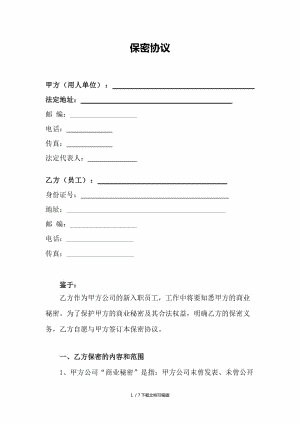 保密协议
甲方（用人单位）：
法定地址：
邮 编：
电话：
传真：
法定代表人：
乙方（员工）：
身份证号：
地址：
邮 编：
电话：
传真：
鉴于：
乙方作为甲方公司的新入职员工，工作中将要知悉甲方的商业
秘密。为了保护甲方的商业秘密及其合法权益，明确乙方的保密义
务，乙方自愿与甲方签订本保密协议。
一、乙方保密的内容和范围
1、甲方公司“商业秘密”是指：甲方公司未曾发表、未曾公开
1 / 7下载文档可编辑